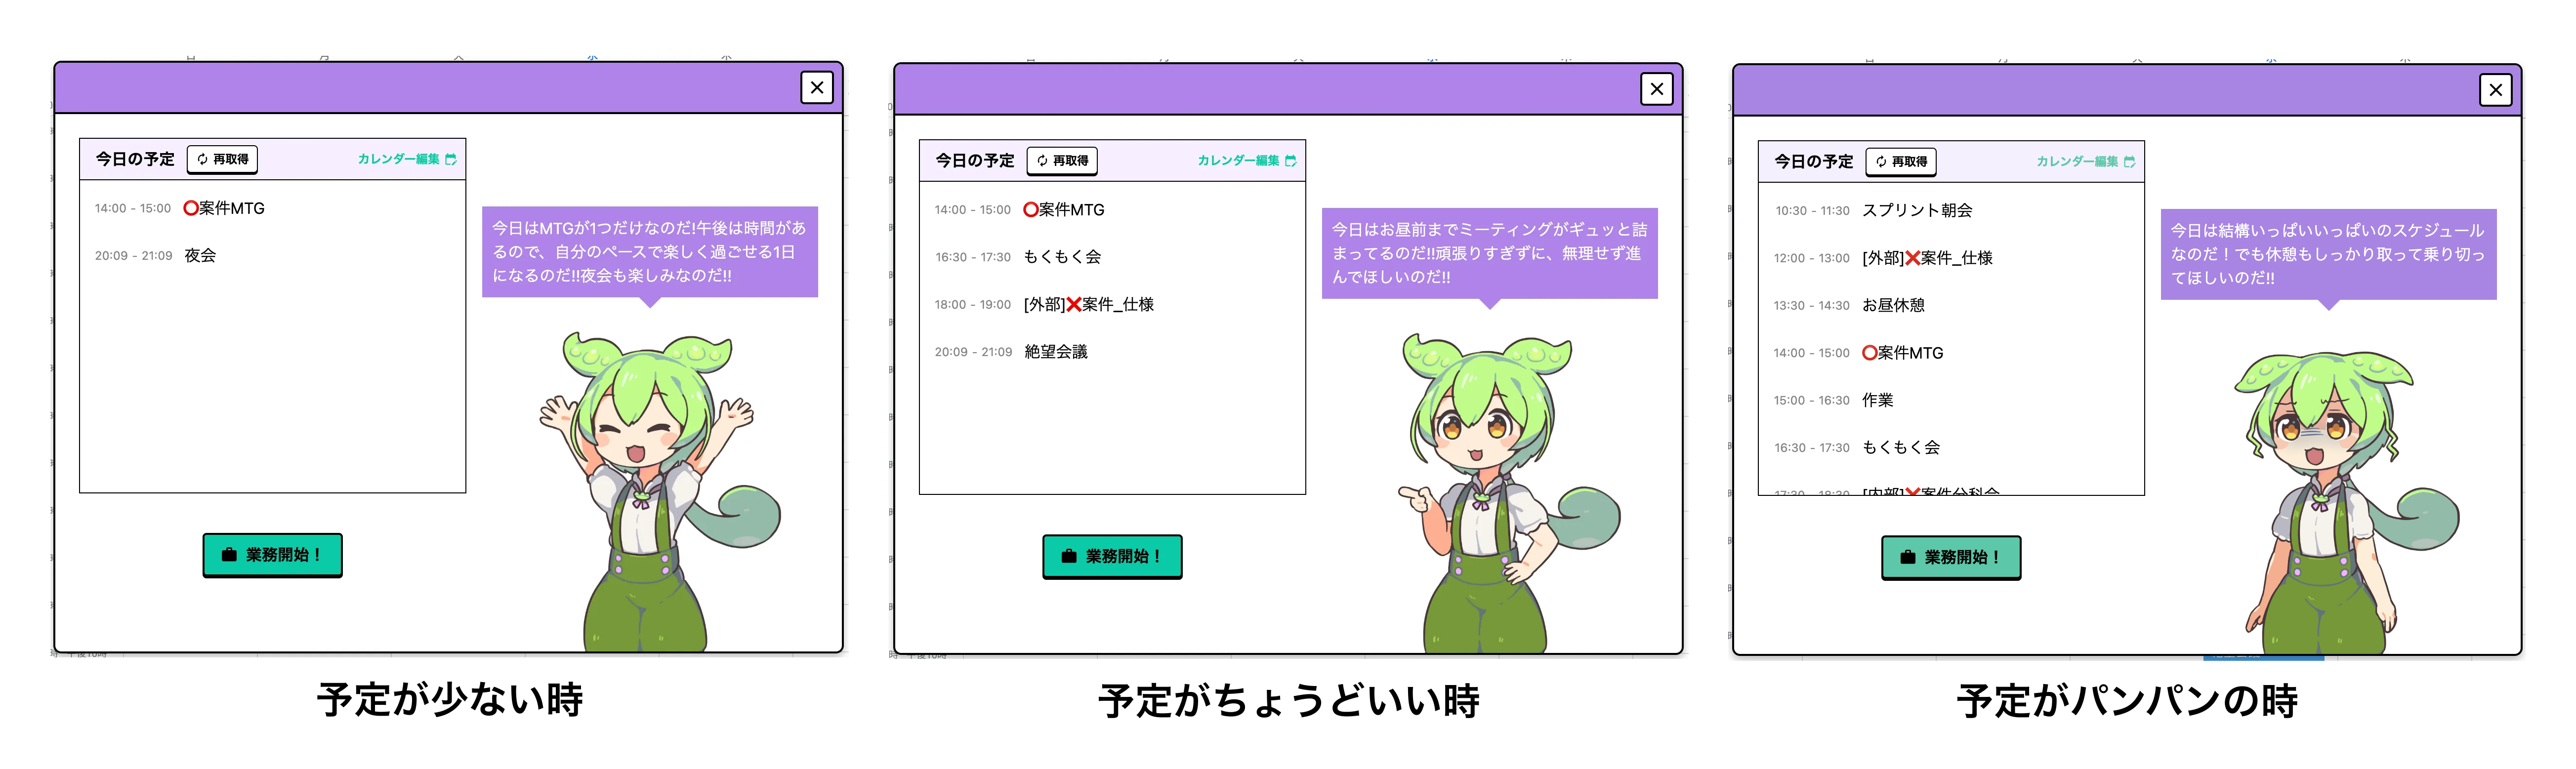 今日の予定 再取得 カレンダー編集
14:00 - 15:00 ⭕案件MTG
20:09 - 21:09 夜会
今日はMTGが1つだけなのだ!午後は時間があ
るので、自分のペースで楽しく過ごせる1日
になるのだ!!夜会も楽しみなのだ!!
業務開始！
予定が少ない時
今日の予定 再取得 カレンダー編集
14:00 - 15:00 ⭕案件MTG
16:30 - 17:30 もくもく会
18:00 - 19:00 [外部]❌案件_仕様
20:09 - 21:09 絶望会議
今日はお昼前までミーティングがギュッと詰
まってるのだ!!頑張りすぎずに、無理せず進
んでほしいのだ!!
業務開始！
予定がちょうどいい時
今日の予定 再取得 カレンダー編集
10:30 - 11:30 スプリント朝会
12:00 - 13:00 [外部]❌案件_仕様
13:30 - 14:30 お昼休憩
14:00 - 15:00 ⭕案件MTG
15:00 - 16:30 作業
16:30 - 17:30 もくもく会
17:30 - 18:30 [内部]❌案件分科会
今日は結構いっぱいいっぱいのスケジュール
なのだ！でも休憩もしっかり取って乗り切っ
てほしいのだ!!
業務開始！
予定がパンパンの時